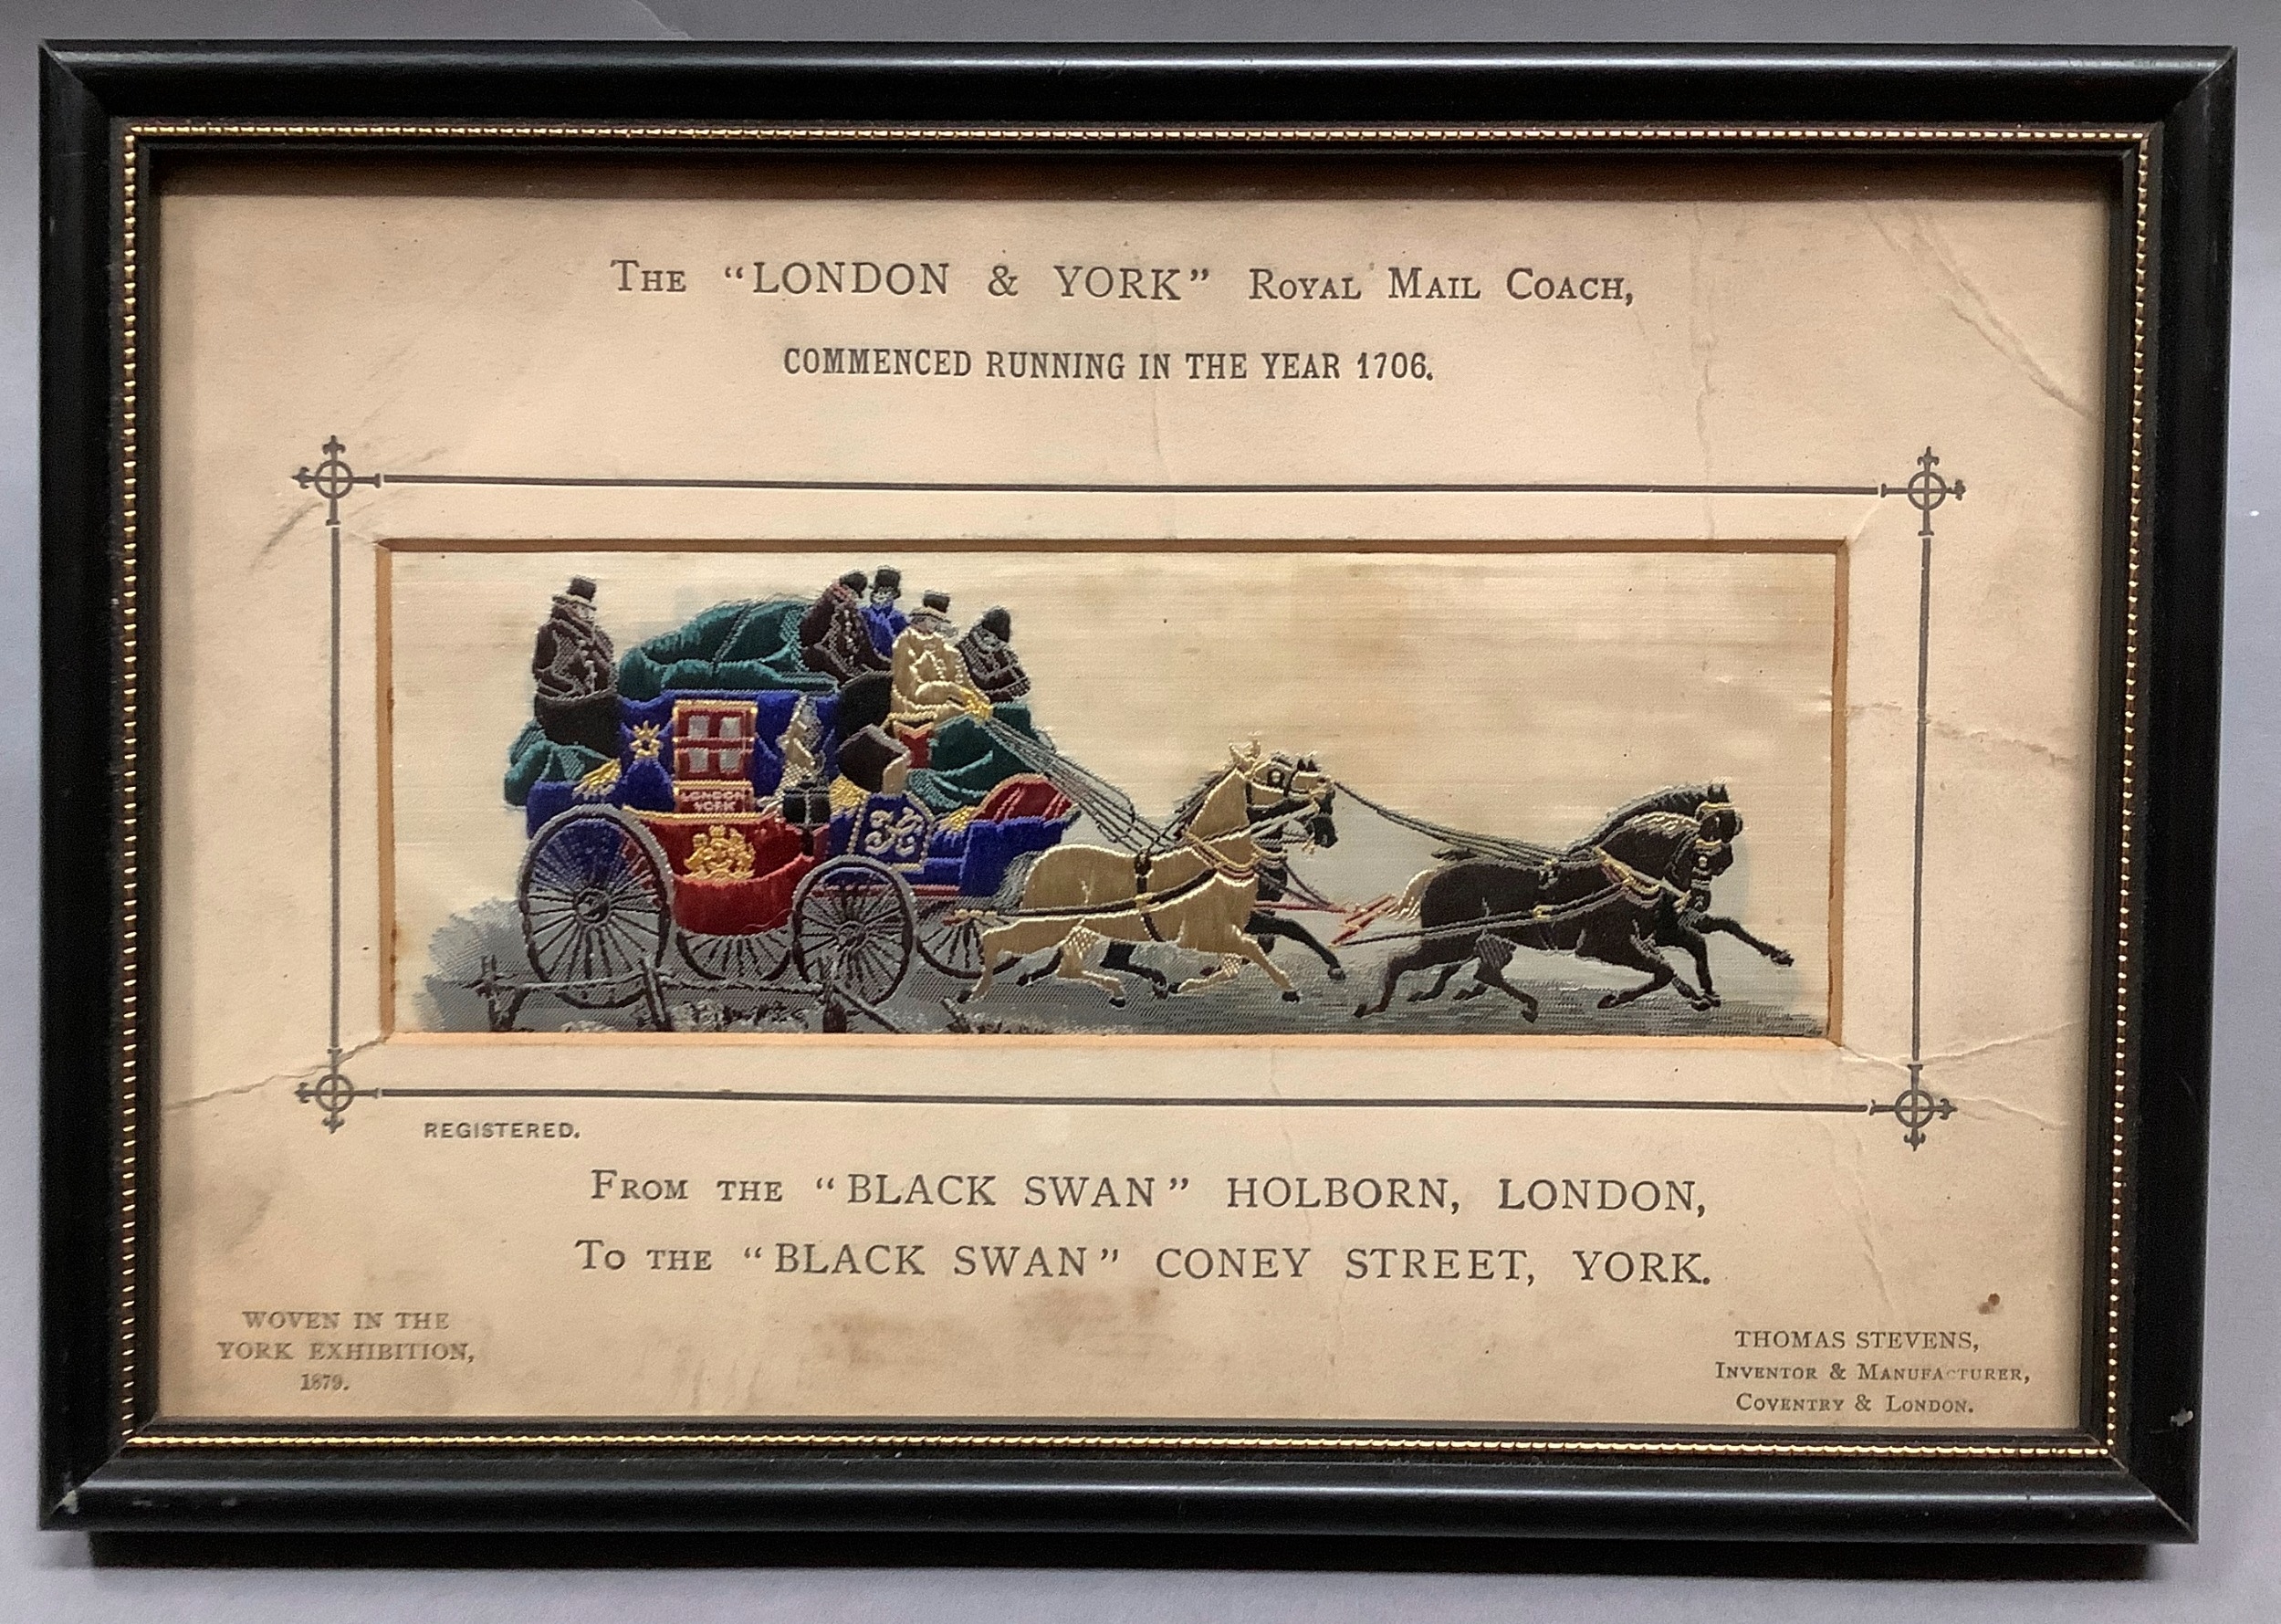 The "LONDON & YORK" Royal Mail Coach,
COMMENCED RUNNING IN THE YEAR 1706.
LONDON
YORK
REGISTERED.
From the "BLACK SWAN" HOLBORN, LONDON,
To the "BLACK SWAN" CONEY STREET, YORK.
WOVEN IN THE
YORK EXHIBITION,
1879.
THOMAS STEVENS,
Inventor & Manufacturer,
Coventry & London.